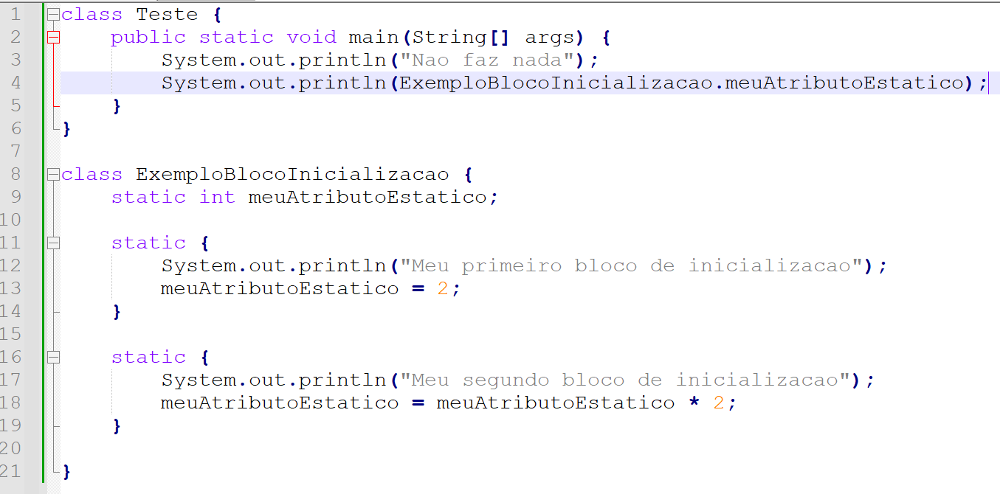 1 class Teste {
2     public static void main(String[] args) {
3         System.out.println("Nao faz nada");
4         System.out.println(ExemploBlocoInicializacao.meuAtributoEstatico);
5     }
6 }
7
8 class ExemploBlocoInicializacao {
9     static int meuAtributoEstatico;
10
11     static {
12         System.out.println("Meu primeiro bloco de inicializacao");
13         meuAtributoEstatico = 2;
14     }
15
16     static {
17         System.out.println("Meu segundo bloco de inicializacao");
18         meuAtributoEstatico = meuAtributoEstatico * 2;
19     }
20
21 }